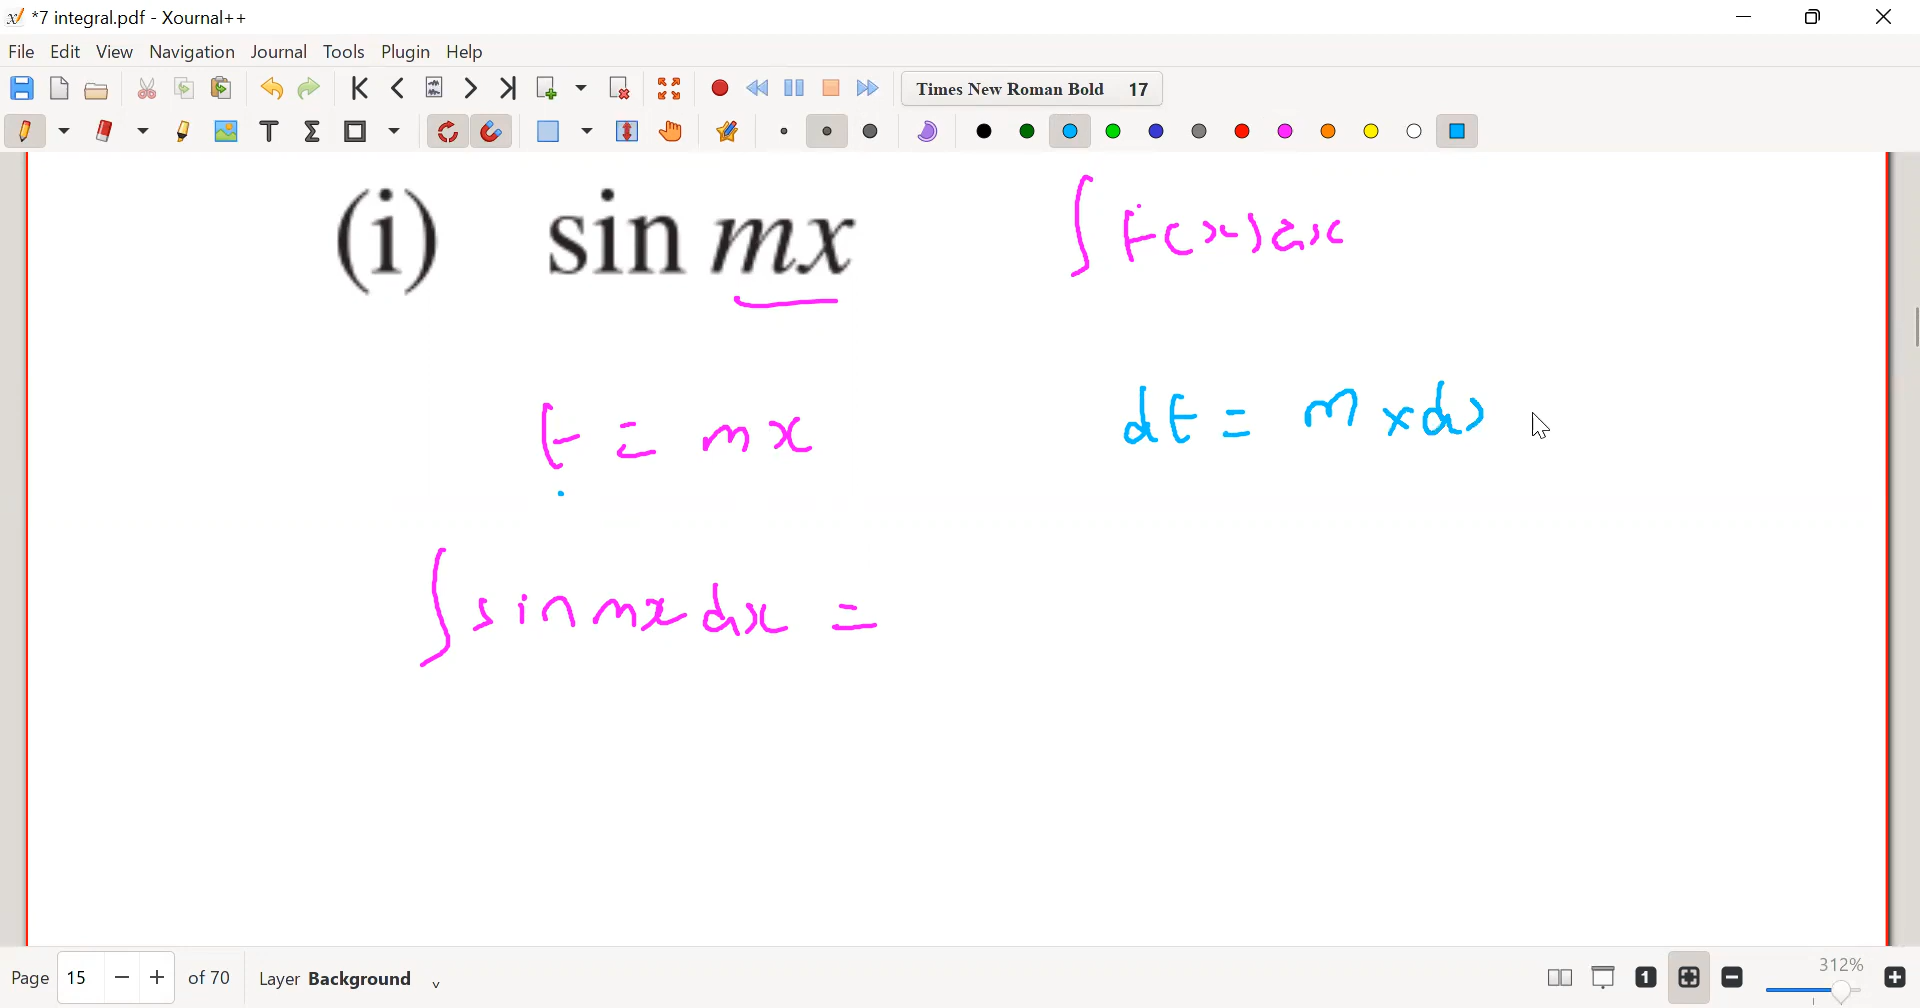 *7 integral.pdf - Xournal++
File Edit View Navigation Journal Tools Plugin Help
Times New Roman Bold 17
(i) sin mx
∫ f(x)dx
t = mx
dt = m × dx
∫ sin mx dx =
Page 15 of 70 Layer Background 1 312%